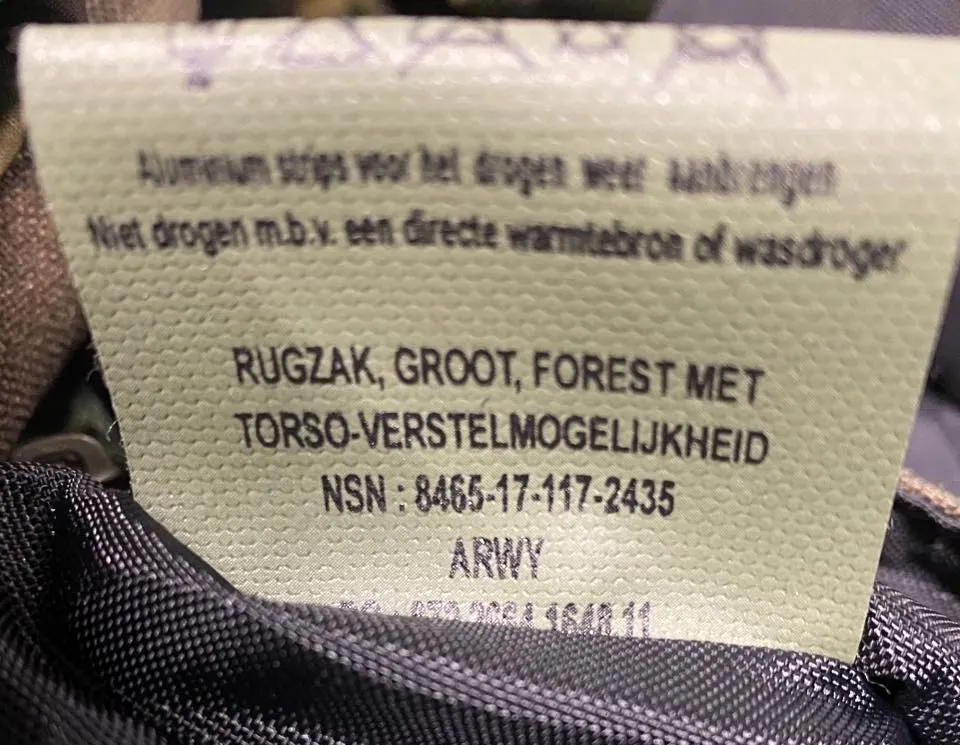 Aluminium strips voor het drogen weer aanbrengen
Niet drogen m.b.v. een directe warmtebron of wasdroger
RUGZAK, GROOT, FOREST MET
TORSO-VERSTELMOGELIJKHEID
NSN : 8465-17-117-2435
ARWY